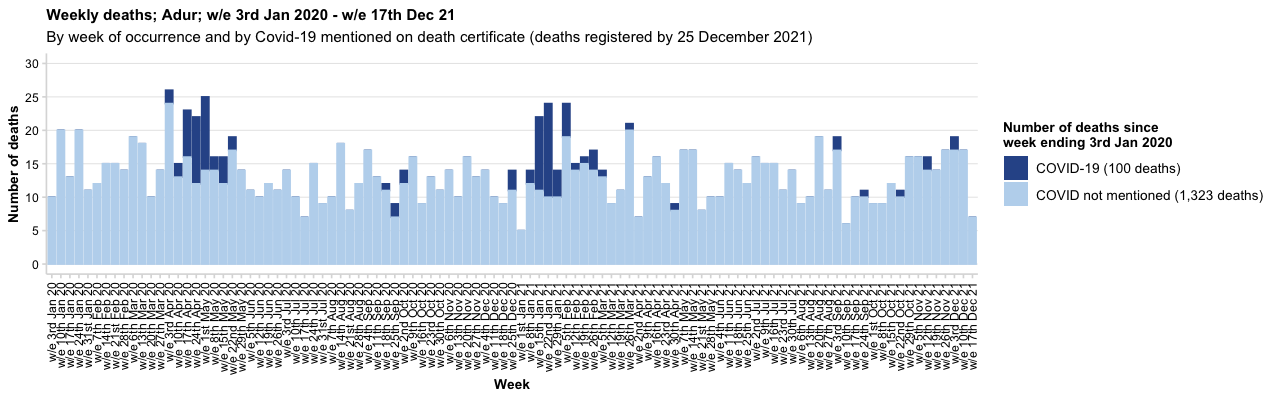 Weekly deaths; Adur; w/e 3rd Jan 2020 - w/e 17th Dec 21
By week of occurrence and by Covid-19 mentioned on death certificate (deaths registered by 25 December 2021)
Number of deaths
30
25
20
15
10
5
0
w/e 3rd Jan 20
w/e 10th Jan 20
w/e 17th Jan 20
w/e 24th Jan 20
w/e 31st Jan 20
w/e 7th Feb 20
w/e 14th Feb 20
w/e 21st Feb 20
w/e 28th Feb 20
w/e 6th Mar 20
w/e 13th Mar 20
w/e 20th Mar 20
w/e 27th Mar 20
w/e 3rd Apr 20
w/e 10th Apr 20
w/e 17th Apr 20
w/e 24th Apr 20
w/e 1st May 20
w/e 8th May 20
w/e 15th May 20
w/e 22nd May 20
w/e 29th May 20
w/e 5th Jun 20
w/e 12th Jun 20
w/e 19th Jun 20
w/e 26th Jun 20
w/e 3rd Jul 20
w/e 10th Jul 20
w/e 17th Jul 20
w/e 24th Jul 20
w/e 31st Jul 20
w/e 7th Aug 20
w/e 14th Aug 20
w/e 21st Aug 20
w/e 28th Aug 20
w/e 4th Sep 20
w/e 11th Sep 20
w/e 18th Sep 20
w/e 25th Sep 20
w/e 2nd Oct 20
w/e 9th Oct 20
w/e 16th Oct 20
w/e 23rd Oct 20
w/e 30th Oct 20
w/e 6th Nov 20
w/e 13th Nov 20
w/e 20th Nov 20
w/e 27th Nov 20
w/e 4th Dec 20
w/e 11th Dec 20
w/e 18th Dec 20
w/e 25th Dec 20
w/e 1st Jan 21
w/e 8th Jan 21
w/e 15th Jan 21
w/e 22nd Jan 21
w/e 29th Jan 21
w/e 5th Feb 21
w/e 12th Feb 21
w/e 19th Feb 21
w/e 26th Feb 21
w/e 5th Mar 21
w/e 12th Mar 21
w/e 19th Mar 21
w/e 26th Mar 21
w/e 2nd Apr 21
w/e 9th Apr 21
w/e 16th Apr 21
w/e 23rd Apr 21
w/e 30th Apr 21
w/e 7th May 21
w/e 14th May 21
w/e 21st May 21
w/e 28th May 21
w/e 4th Jun 21
w/e 11th Jun 21
w/e 18th Jun 21
w/e 25th Jun 21
w/e 2nd Jul 21
w/e 9th Jul 21
w/e 16th Jul 21
w/e 23rd Jul 21
w/e 30th Jul 21
w/e 6th Aug 21
w/e 13th Aug 21
w/e 20th Aug 21
w/e 27th Aug 21
w/e 3rd Sep 21
w/e 10th Sep 21
w/e 17th Sep 21
w/e 24th Sep 21
w/e 1st Oct 21
w/e 8th Oct 21
w/e 15th Oct 21
w/e 22nd Oct 21
w/e 29th Oct 21
w/e 5th Nov 21
w/e 12th Nov 21
w/e 19th Nov 21
w/e 26th Nov 21
w/e 3rd Dec 21
w/e 10th Dec 21
w/e 17th Dec 21
Week
Number of deaths since
week ending 3rd Jan 2020
COVID-19 (100 deaths)
COVID not mentioned (1,323 deaths)